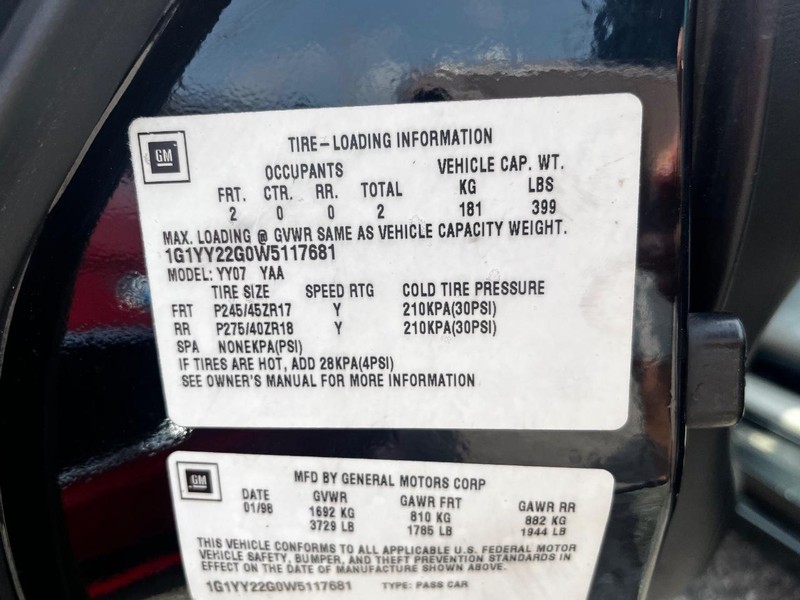 GM
TIRE-LOADING INFORMATION
OCCUPANTS VEHICLE CAP. WT.
FRT. CTR. RR. TOTAL KG LBS
2 0 0 2 181 399
MAX. LOADING @ GVWR SAME AS VEHICLE CAPACITY WEIGHT.
1G1YY22G0W5117681
MODEL: YY07 YAA
TIRE SIZE SPEED RTG COLD TIRE PRESSURE
FRT P245/45ZR17 Y 210KPA(30PSI)
RR P275/40ZR18 Y 210KPA(30PSI)
SPA NONEKPA(PSI)
IF TIRES ARE HOT, ADD 28KPA(4PSI)
SEE OWNER'S MANUAL FOR MORE INFORMATION
GM
MFD BY GENERAL MOTORS CORP
DATE GVWR GAWR FRT GAWR RR
01/98 1692 KG 810 KG 882 KG
3729 LB 1785 LB 1944 LB
THIS VEHICLE CONFORMS TO ALL APPLICABLE U.S. FEDERAL MOTOR
VEHICLE SAFETY, BUMPER, AND THEFT PREVENTION STANDARDS IN
EFFECT ON THE DATE OF MANUFACTURE SHOWN ABOVE.
1G1YY22G0W5117681 TYPE: PASS CAR